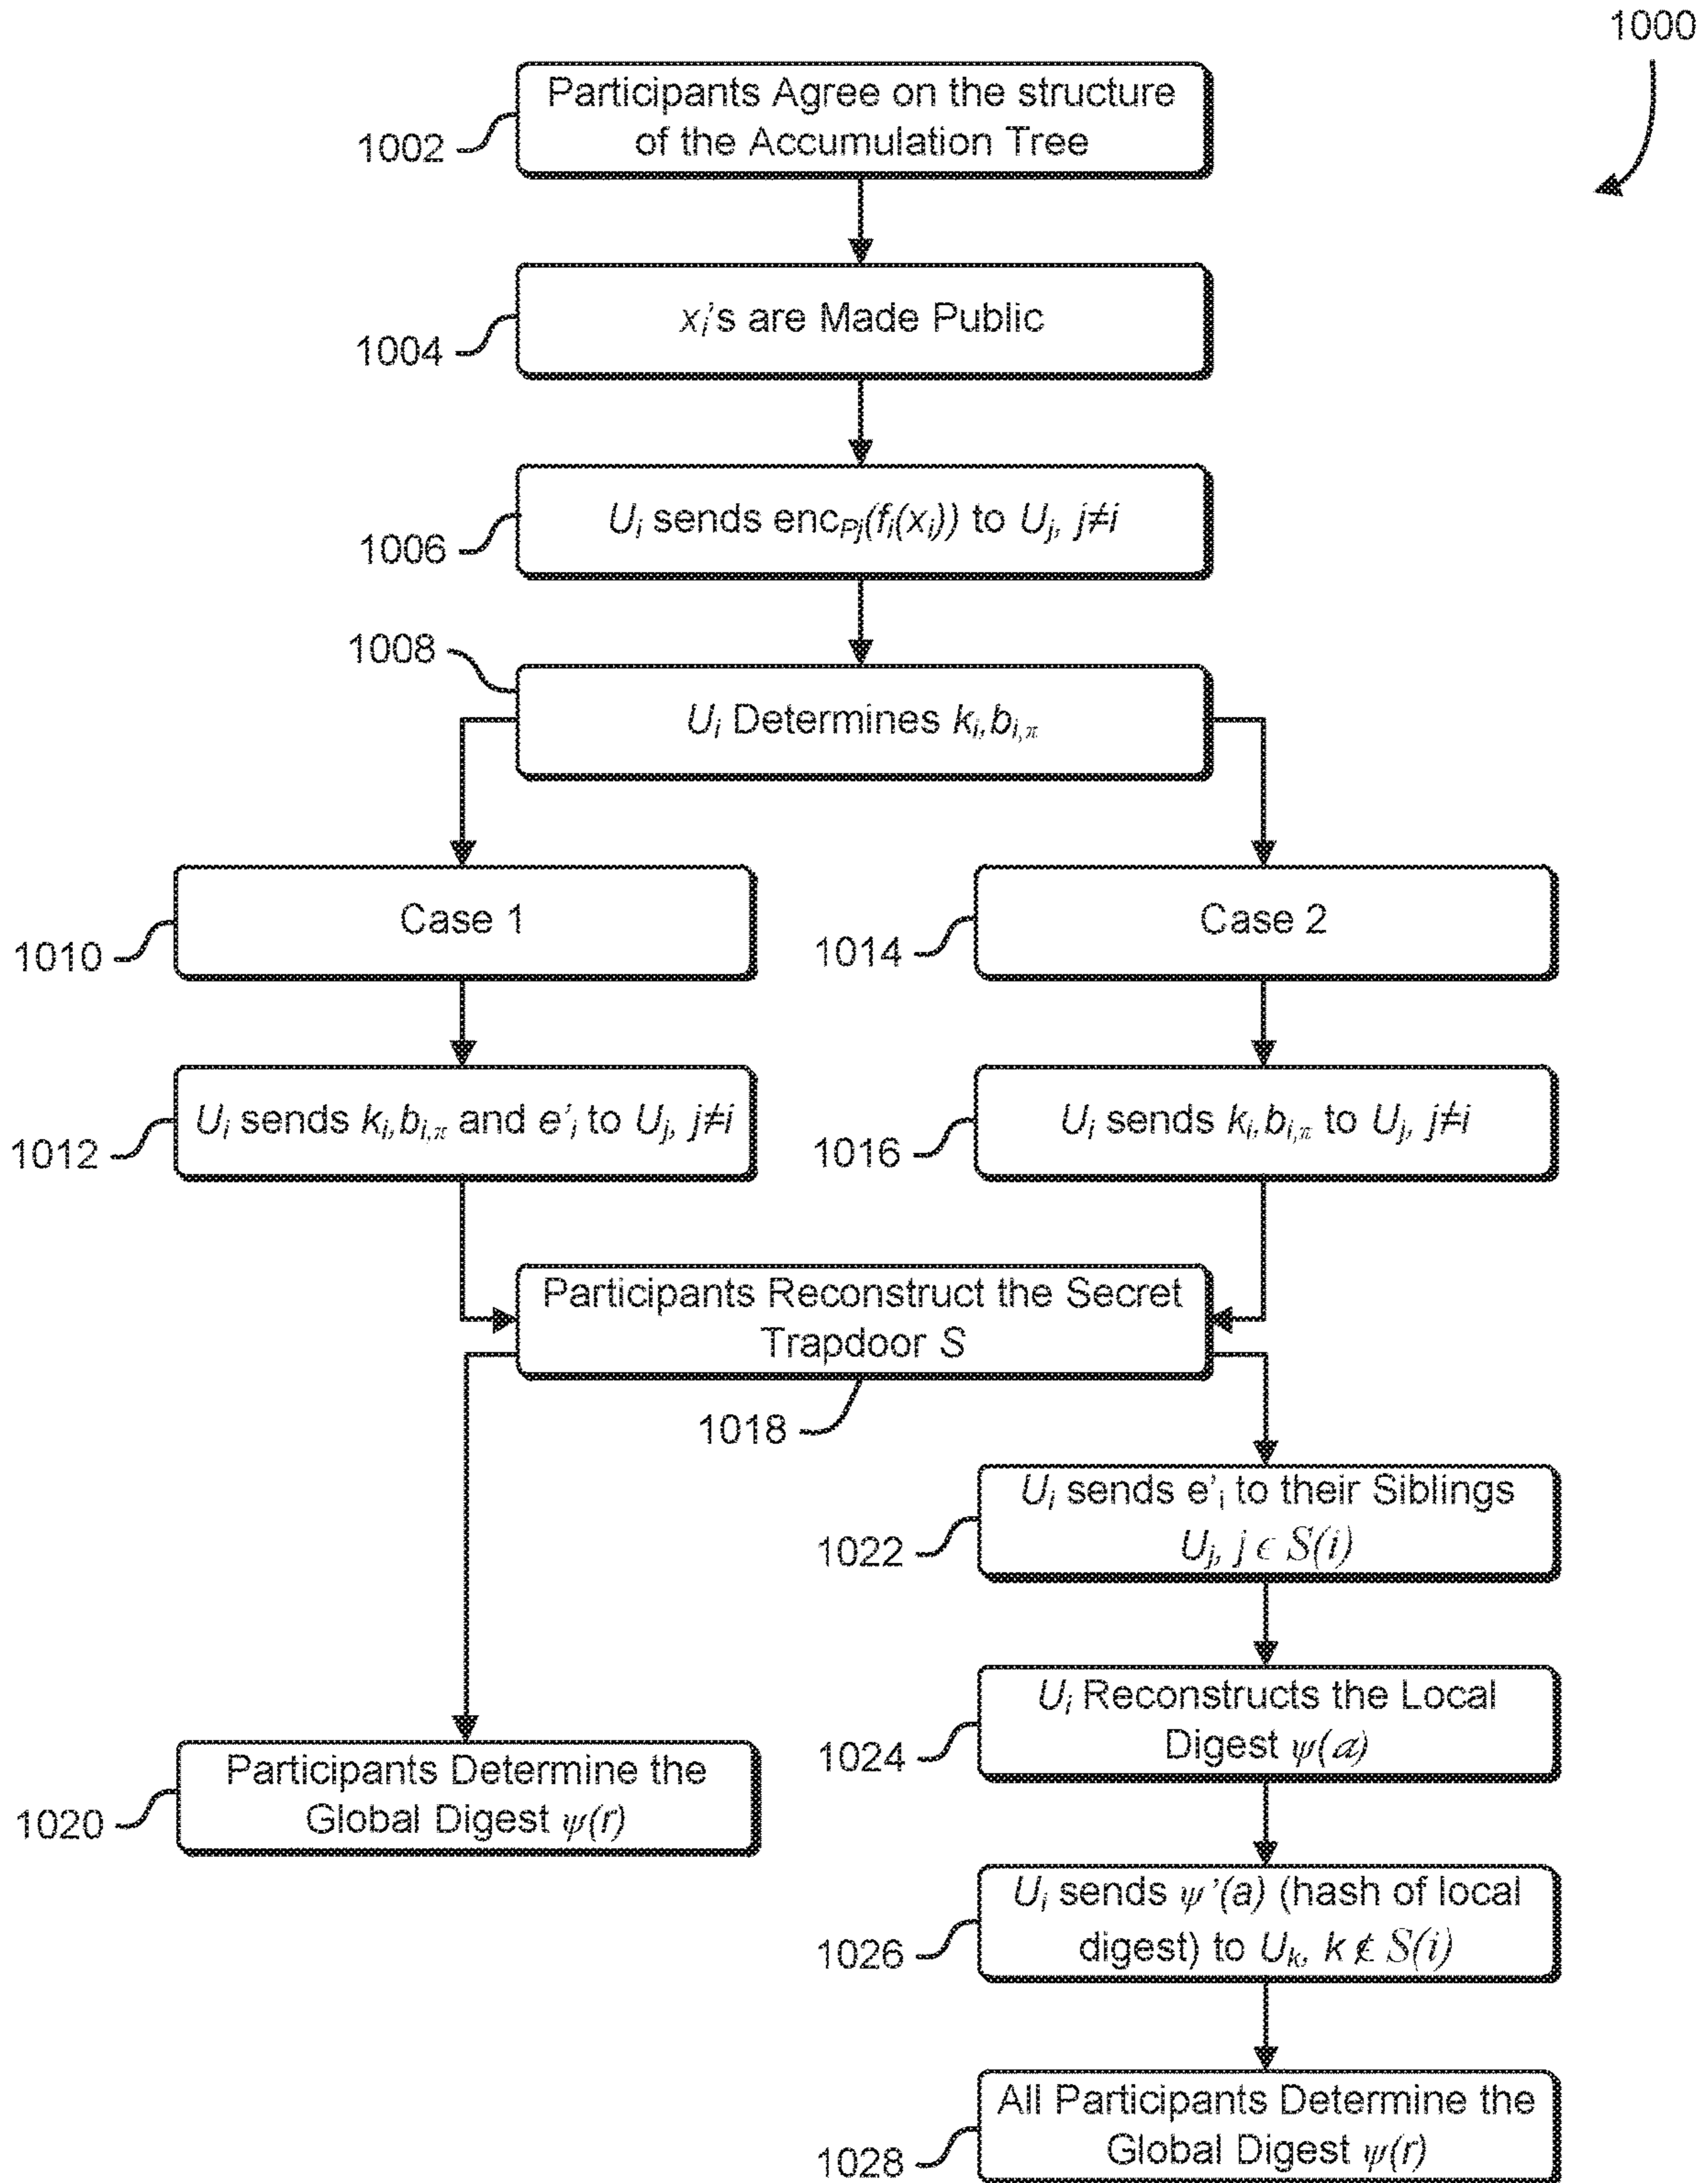 1000
Participants Agree on the structure
of the Accumulation Tree
1002
xᵢ's are Made Public
1004
Uᵢ sends enc_Pj(fᵢ(xᵢ)) to Uⱼ, j≠i
1006
1008
Uᵢ Determines kᵢ,b_i,π
Case 1
1010
Case 2
1014
Uᵢ sends kᵢ,b_i,π and e'ᵢ to Uⱼ, j≠i
1012
Uᵢ sends kᵢ,b_i,π to Uⱼ, j≠i
1016
Participants Reconstruct the Secret
Trapdoor S
1018
Uᵢ sends e'ᵢ to their Siblings
Uⱼ, j ϵ S(i)
1022
Uᵢ Reconstructs the Local
Digest ψ(a)
1024
Participants Determine the
Global Digest ψ(r)
1020
Uᵢ sends ψ'(a) (hash of local
digest) to Uₖ, k ∉ S(i)
1026
All Participants Determine the
Global Digest ψ(r)
1028